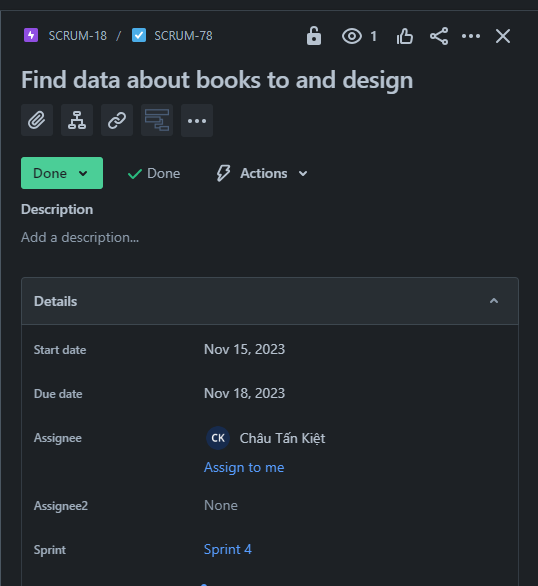 SCRUM-18 / SCRUM-78 1
Find data about books to and design
Done Done Actions
Description
Add a description...
Details
Start date Nov 15, 2023
Due date Nov 18, 2023
Assignee CK Châu Tấn Kiệt
Assign to me
Assignee2 None
Sprint Sprint 4